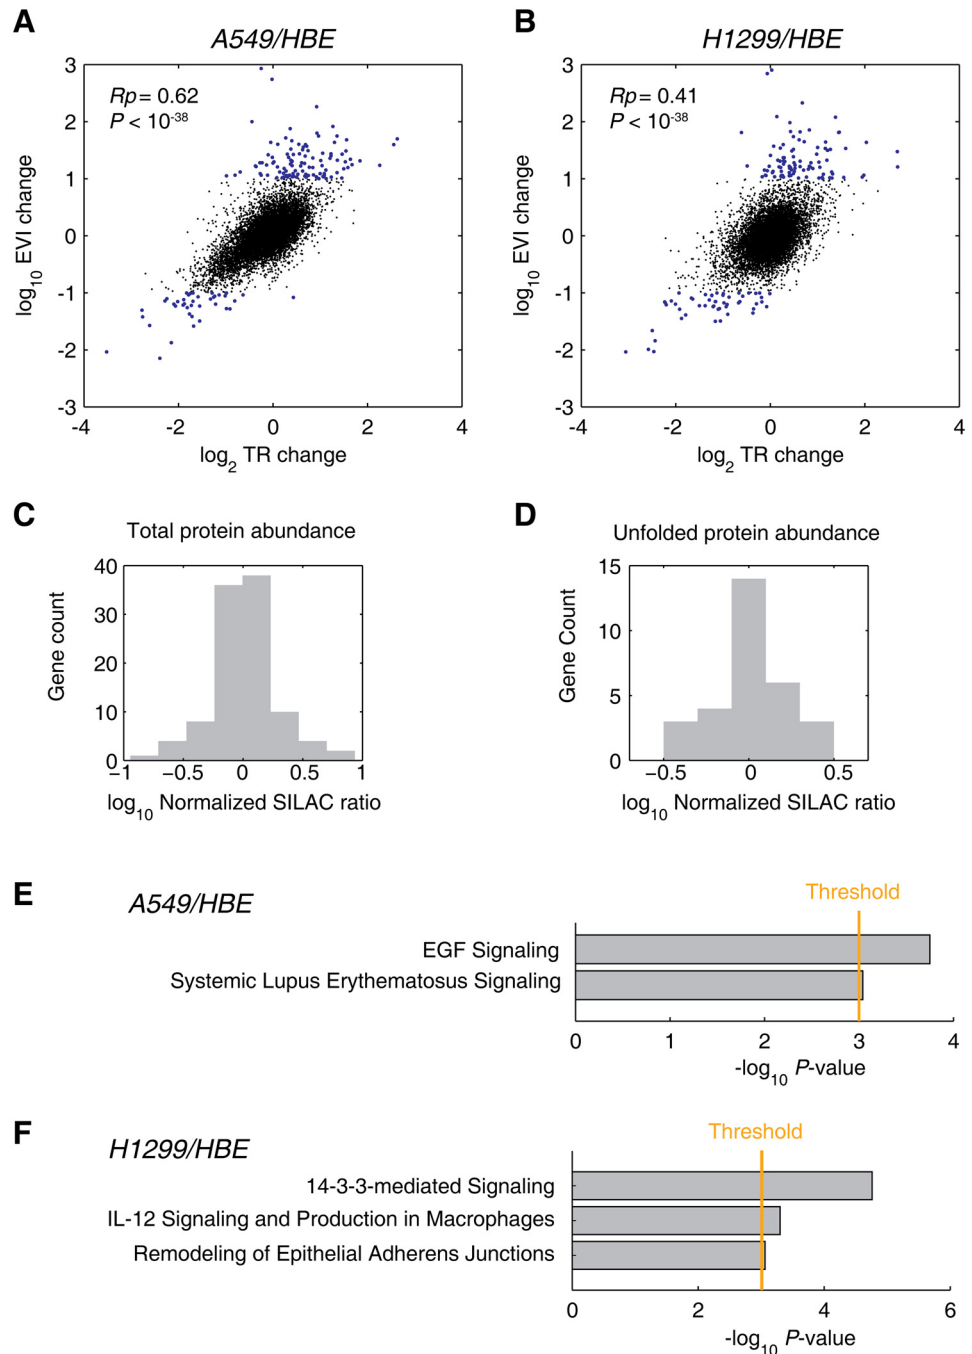 A
A549/HBE
Rp = 0.62
P < 10-38
3
2
1
0
-1
-2
-3
log10 EVI change
-4
-2
0
2
4
log2 TR change
B
H1299/HBE
Rp = 0.41
P < 10-38
3
2
1
0
-1
-2
-3
log10 EVI change
-4
-2
0
2
4
log2 TR change
C
Total protein abundance
40
30
20
10
0
Gene count
−1
−0.5
0
0.5
1
log10 Normalized SILAC ratio
D
Unfolded protein abundance
15
10
5
0
Gene Count
−0.5
0
0.5
log10 Normalized SILAC ratio
E
A549/HBE
Threshold
EGF Signaling
Systemic Lupus Erythematosus Signaling
0
1
2
3
4
-log10 P-value
F
H1299/HBE
Threshold
14-3-3-mediated Signaling
IL-12 Signaling and Production in Macrophages
Remodeling of Epithelial Adherens Junctions
0
2
4
6
-log10 P-value